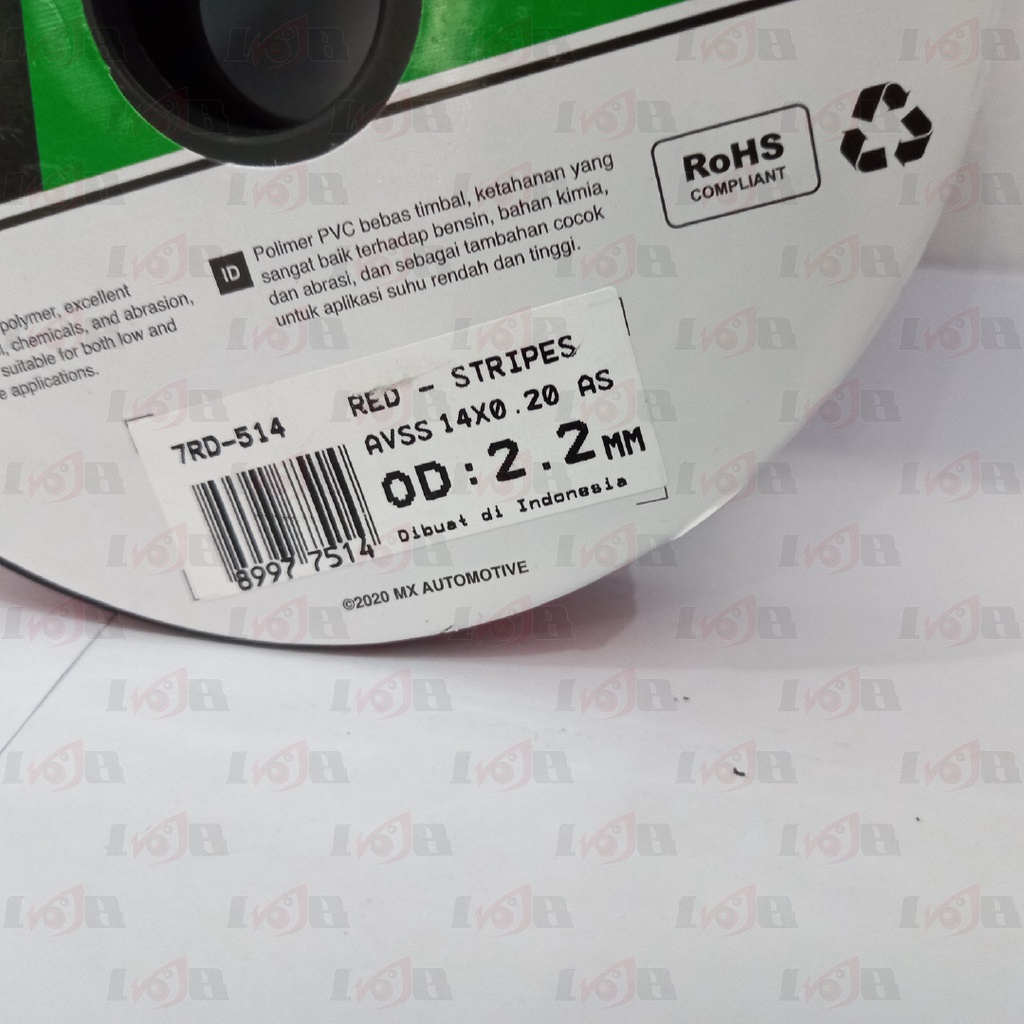 RoHS
COMPLIANT
ID
Polimer PVC bebas timbal, ketahanan yang
sangat baik terhadap bensin, bahan kimia,
dan abrasi, dan sebagai tambahan cocok
untuk aplikasi suhu rendah dan tinggi.
polymer, excellent
, chemicals, and abrasion,
suitable for both low and
applications.
RED - STRIPES
7RD-514
AVSS 14X0.20 AS
OD:2.2MM
Dibuat di Indonesia
8997 7514
©2020 MX AUTOMOTIVE